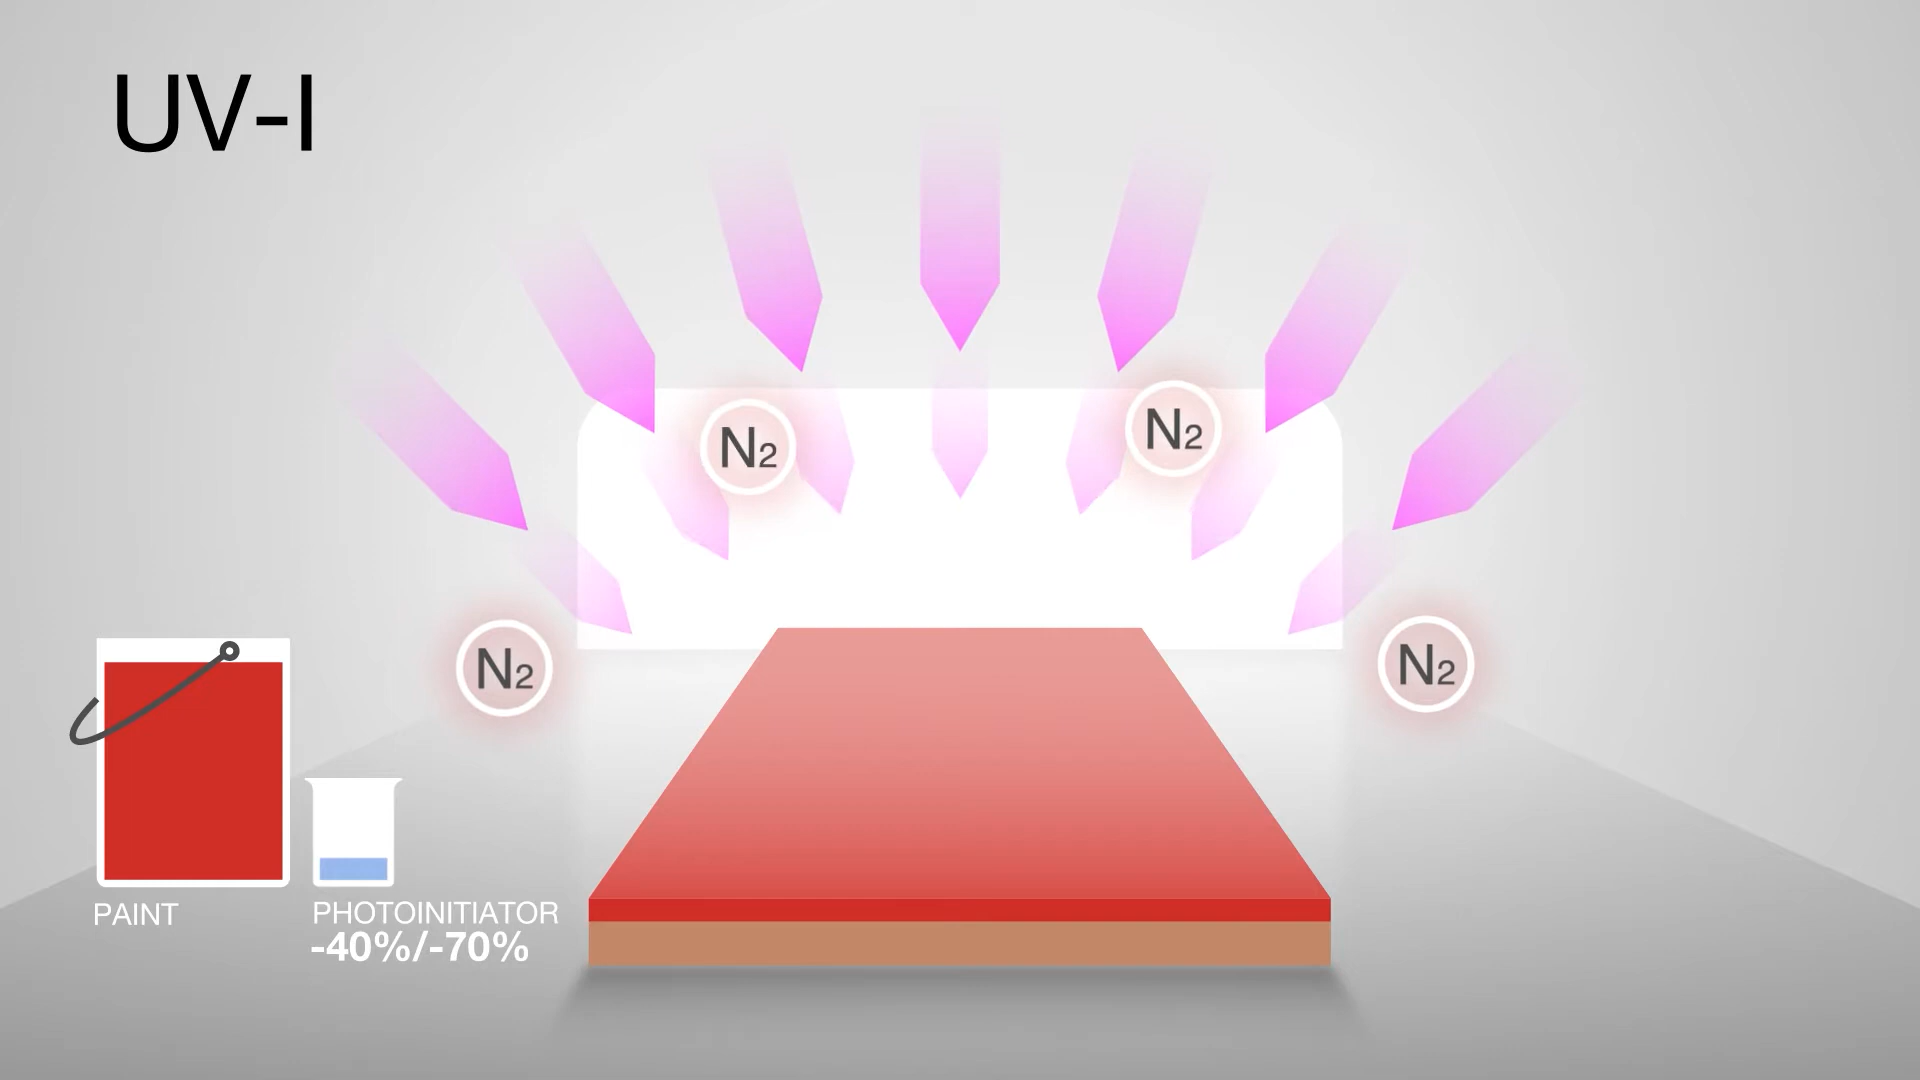 UV-I
N2
N2
N2
N2
PAINT
PHOTOINITIATOR
-40%/-70%